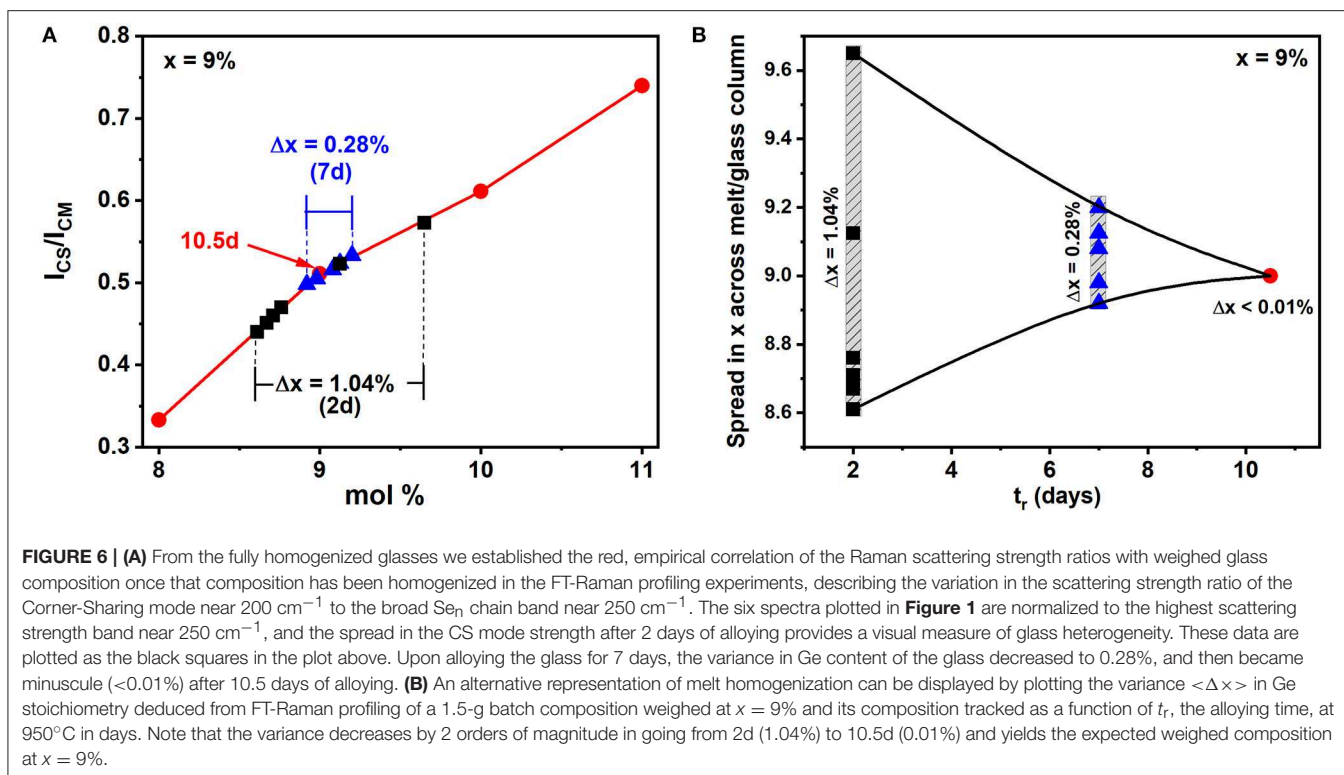 A
x = 9%
0.8
0.7
0.6
0.5
0.4
0.3
I_CS/I_CM
Δx = 0.28%
(7d)
10.5d
Δx = 1.04%
(2d)
8
9
10
11
mol %
B
x = 9%
9.6
9.4
9.2
9.0
8.8
8.6
Spread in x across melt/glass column
Δx = 1.04%
Δx = 0.28%
Δx < 0.01%
2
4
6
8
10
t_r (days)
FIGURE 6 | (A) From the fully homogenized glasses we established the red, empirical correlation of the Raman scattering strength ratios with weighed glass
composition once that composition has been homogenized in the FT-Raman profiling experiments, describing the variation in the scattering strength ratio of the
Corner-Sharing mode near 200 cm⁻¹ to the broad Seₙ chain band near 250 cm⁻¹. The six spectra plotted in Figure 1 are normalized to the highest scattering
strength band near 250 cm⁻¹, and the spread in the CS mode strength after 2 days of alloying provides a visual measure of glass heterogeneity. These data are
plotted as the black squares in the plot above. Upon alloying the glass for 7 days, the variance in Ge content of the glass decreased to 0.28%, and then became
minuscule (<0.01%) after 10.5 days of alloying. (B) An alternative representation of melt homogenization can be displayed by plotting the variance <Δ×> in Ge
stoichiometry deduced from FT-Raman profiling of a 1.5-g batch composition weighed at x = 9% and its composition tracked as a function of tᵣ, the alloying time, at
950°C in days. Note that the variance decreases by 2 orders of magnitude in going from 2d (1.04%) to 10.5d (0.01%) and yields the expected weighed composition
at x = 9%.